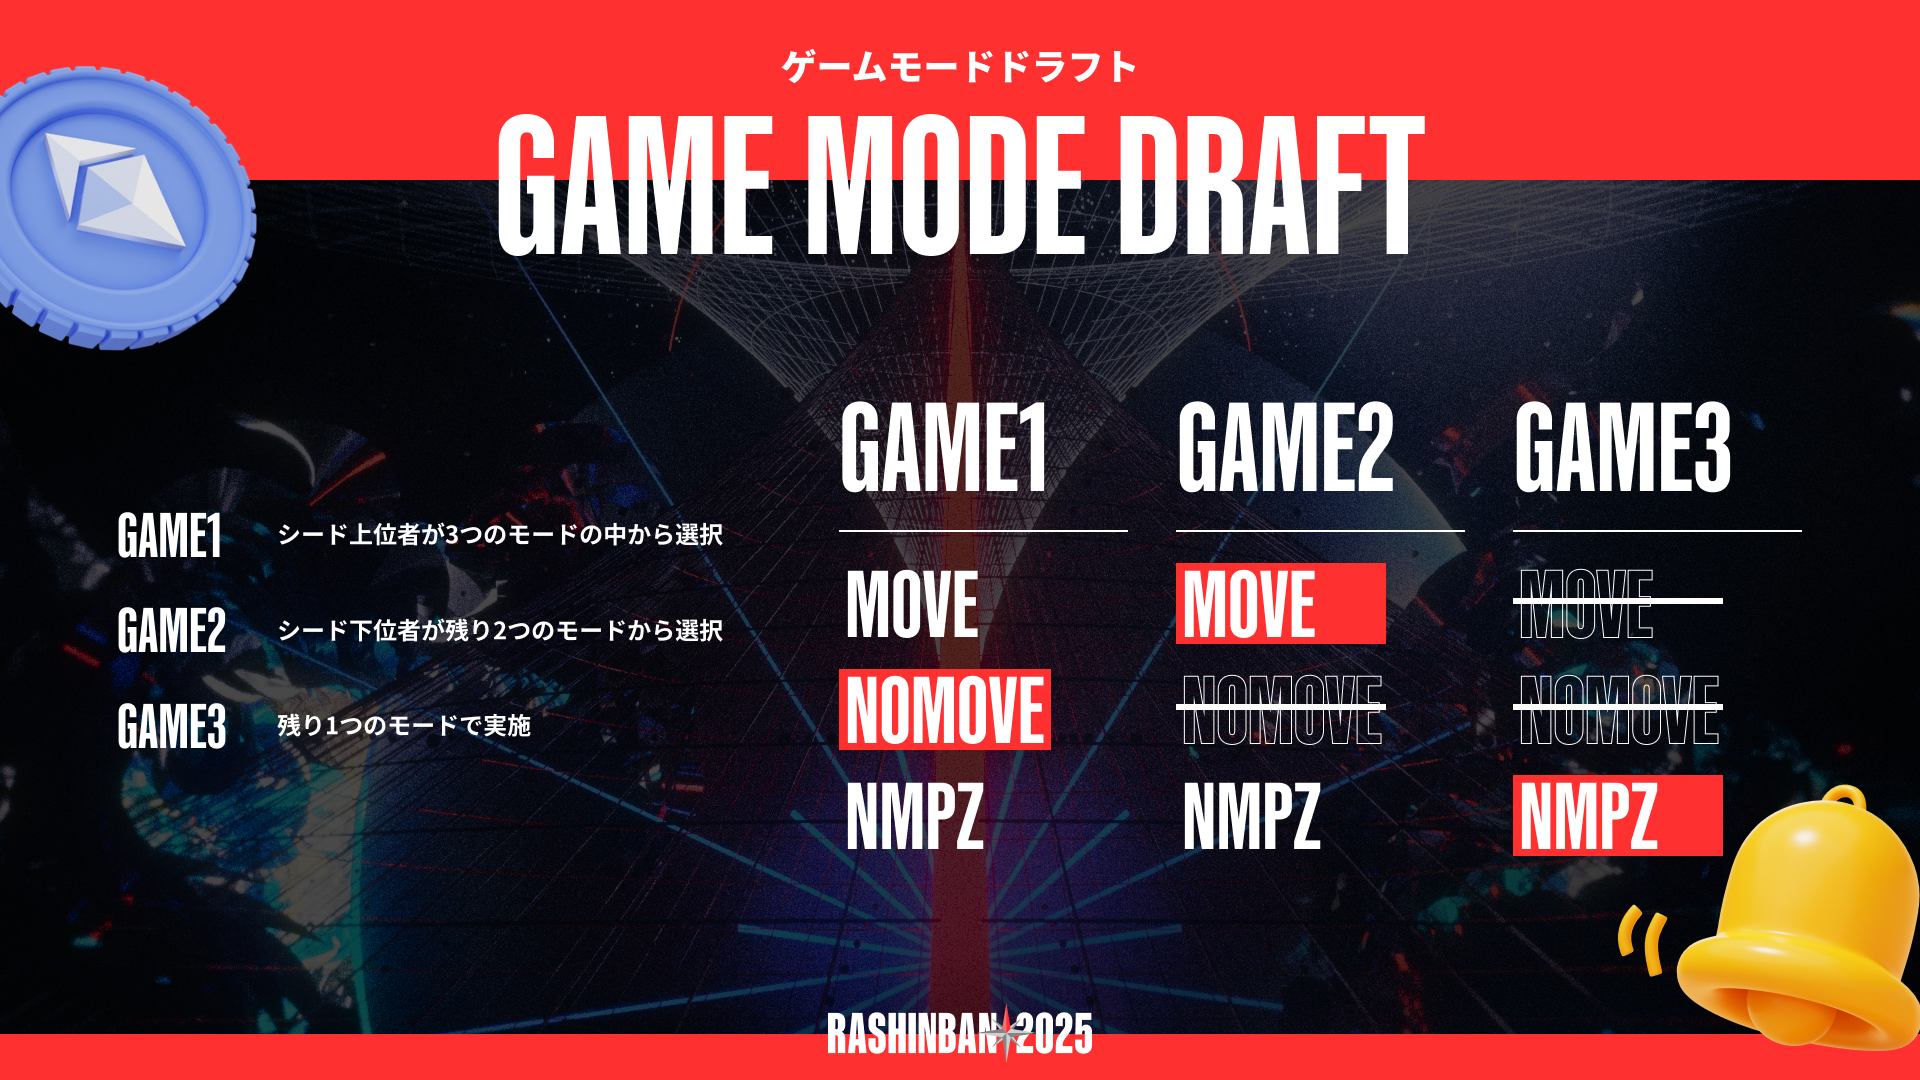 ゲームモードドラフト
GAME MODE DRAFT
GAME1 シード上位者が3つのモードの中から選択
GAME2 シード下位者が残り2つのモードから選択
GAME3 残り1つのモードで実施
GAME1 GAME2 GAME3
MOVE MOVE MOVE
NOMOVE NOMOVE NOMOVE
NMPZ NMPZ NMPZ
RASHINBAN 2025